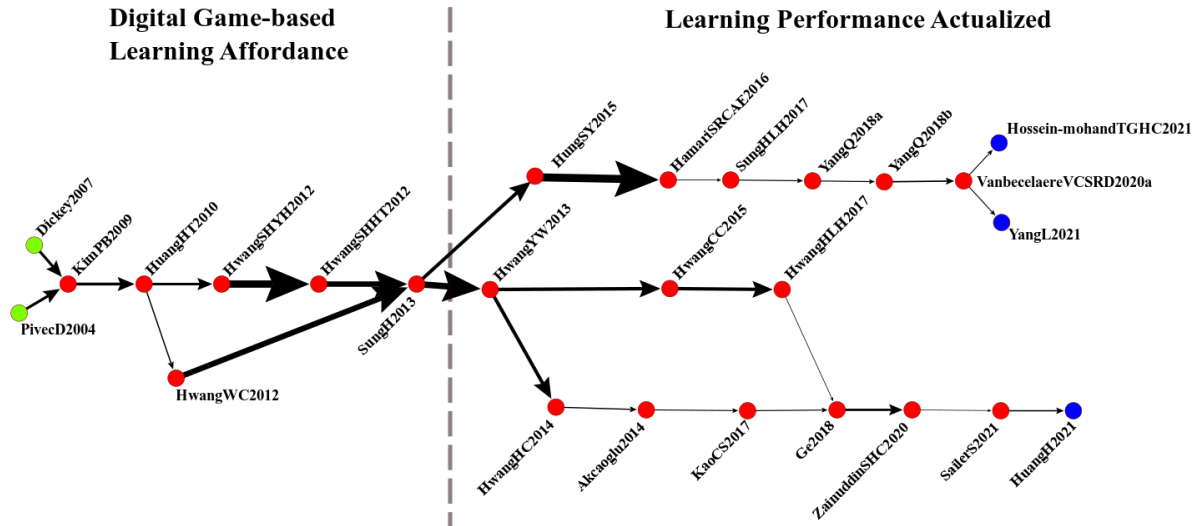 Digital Game-based
Learning Affordance
Learning Performance Actualized
Dickey2007
PivecD2004
KimPB2009
HuangHT2010
HwangSHYH2012
HwangSHHT2012
HwangWC2012
SungH2013
HungSY2015
HamariSRCAE2016
SungHLH2017
YangQ2018a
YangQ2018b
Hossein-mohandTGHC2021
VanbecelaereVCSRD2020a
YangL2021
HwangYW2013
HwangCC2015
HwangHLH2017
HwangHC2014
Akcaoglu2014
KaoCS2017
Ge2018
ZainuddinSHC2020
SailerS2021
HuangH2021